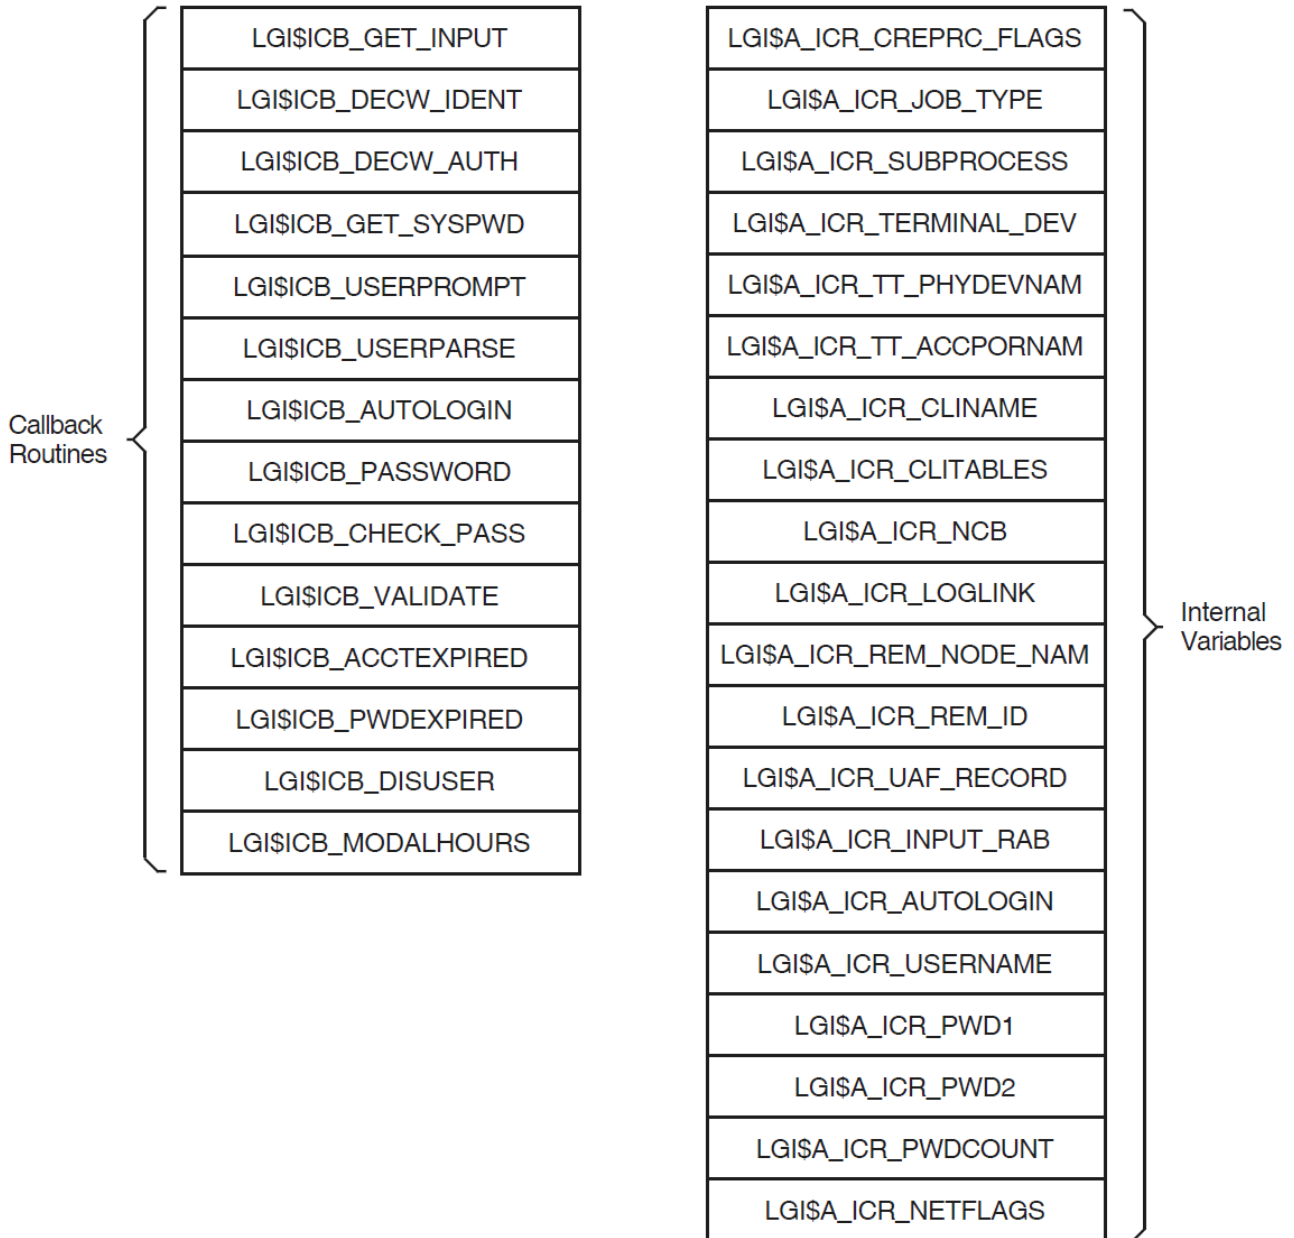 Callback
Routines
LGI$ICB_GET_INPUT
LGI$ICB_DECW_IDENT
LGI$ICB_DECW_AUTH
LGI$ICB_GET_SYSPWD
LGI$ICB_USERPROMPT
LGI$ICB_USERPARSE
LGI$ICB_AUTOLOGIN
LGI$ICB_PASSWORD
LGI$ICB_CHECK_PASS
LGI$ICB_VALIDATE
LGI$ICB_ACCTEXPIRED
LGI$ICB_PWDEXPIRED
LGI$ICB_DISUSER
LGI$ICB_MODALHOURS
LGI$A_ICR_CREPRC_FLAGS
LGI$A_ICR_JOB_TYPE
LGI$A_ICR_SUBPROCESS
LGI$A_ICR_TERMINAL_DEV
LGI$A_ICR_TT_PHYDEVNAM
LGI$A_ICR_TT_ACCPORNAM
LGI$A_ICR_CLINAME
LGI$A_ICR_CLITABLES
LGI$A_ICR_NCB
LGI$A_ICR_LOGLINK
LGI$A_ICR_REM_NODE_NAM
LGI$A_ICR_REM_ID
LGI$A_ICR_UAF_RECORD
LGI$A_ICR_INPUT_RAB
LGI$A_ICR_AUTOLOGIN
LGI$A_ICR_USERNAME
LGI$A_ICR_PWD1
LGI$A_ICR_PWD2
LGI$A_ICR_PWDCOUNT
LGI$A_ICR_NETFLAGS
Internal
Variables